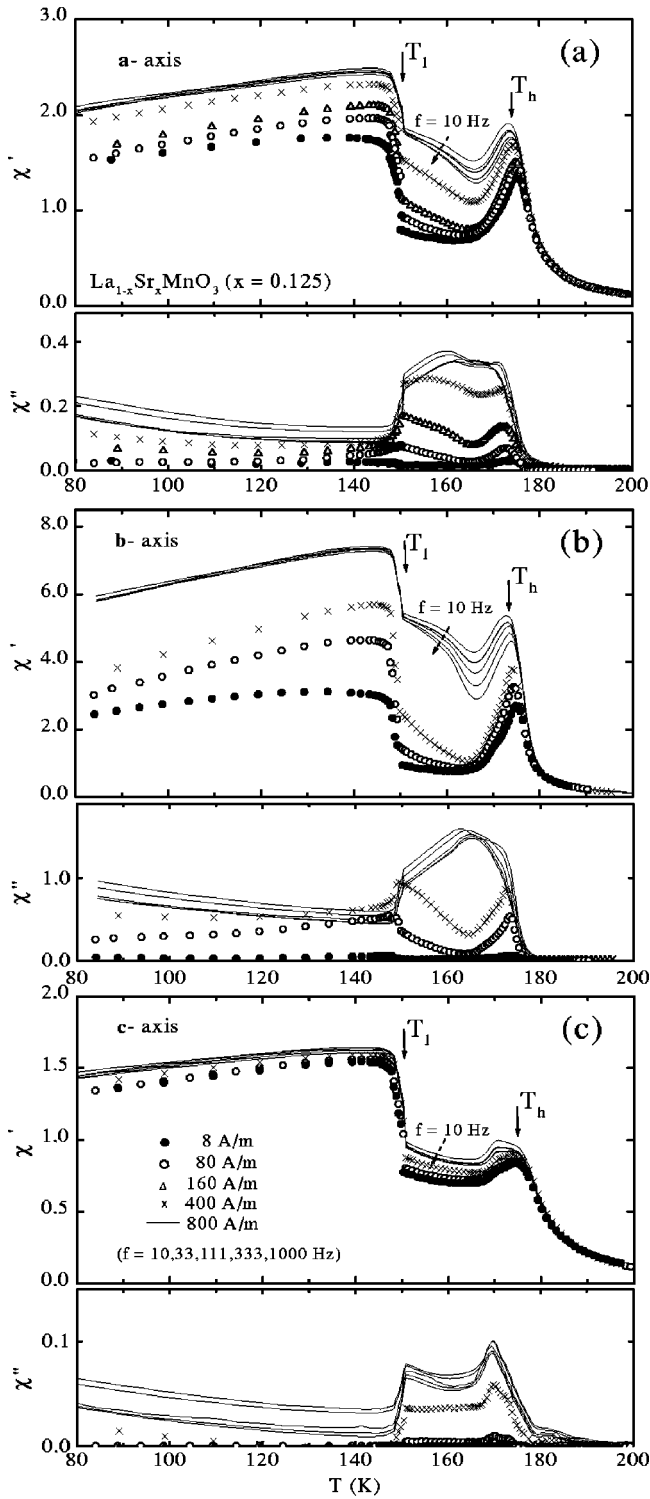 3.0
a- axis
T₁
(a)
Tₕ
2.0
f = 10 Hz
χ'
1.0
La₁₋ₓSrₓMnO₃ (x = 0.125)
0.0
0.4
χ"
0.2
0.0
80 100 120 140 160 180 200
8.0
b- axis
T₁
(b)
Tₕ
6.0
f = 10 Hz
χ'
4.0
2.0
0.0
χ"
1.0
0.0
80 100 120 140 160 180 200
2.0
c- axis
T₁
(c)
Tₕ
1.5
f = 10 Hz
χ'
1.0
8 A/m
80 A/m
160 A/m
0.5
400 A/m
800 A/m
(f = 10,33,111,333,1000 Hz)
0.0
0.1
χ"
0.0
80 100 120 140 160 180 200
T (K)